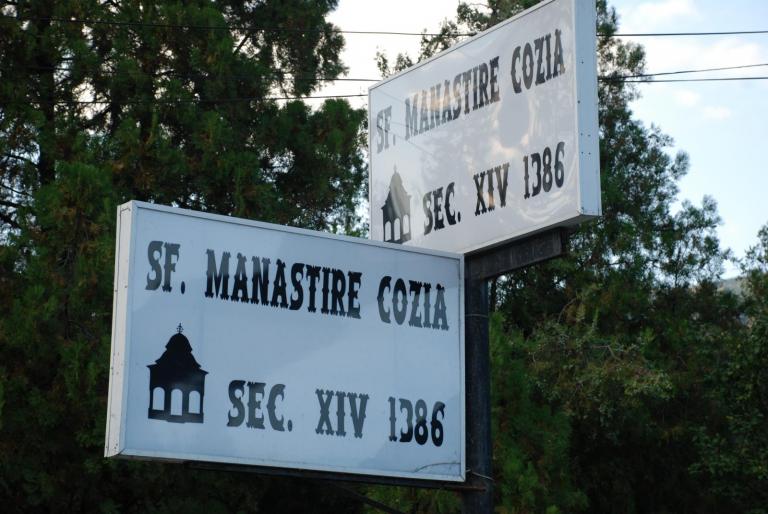 SF. MANASTIRE COZIA
SEC. XIV 1386
SF. MANASTIRE COZIA
SEC. XIV 1386